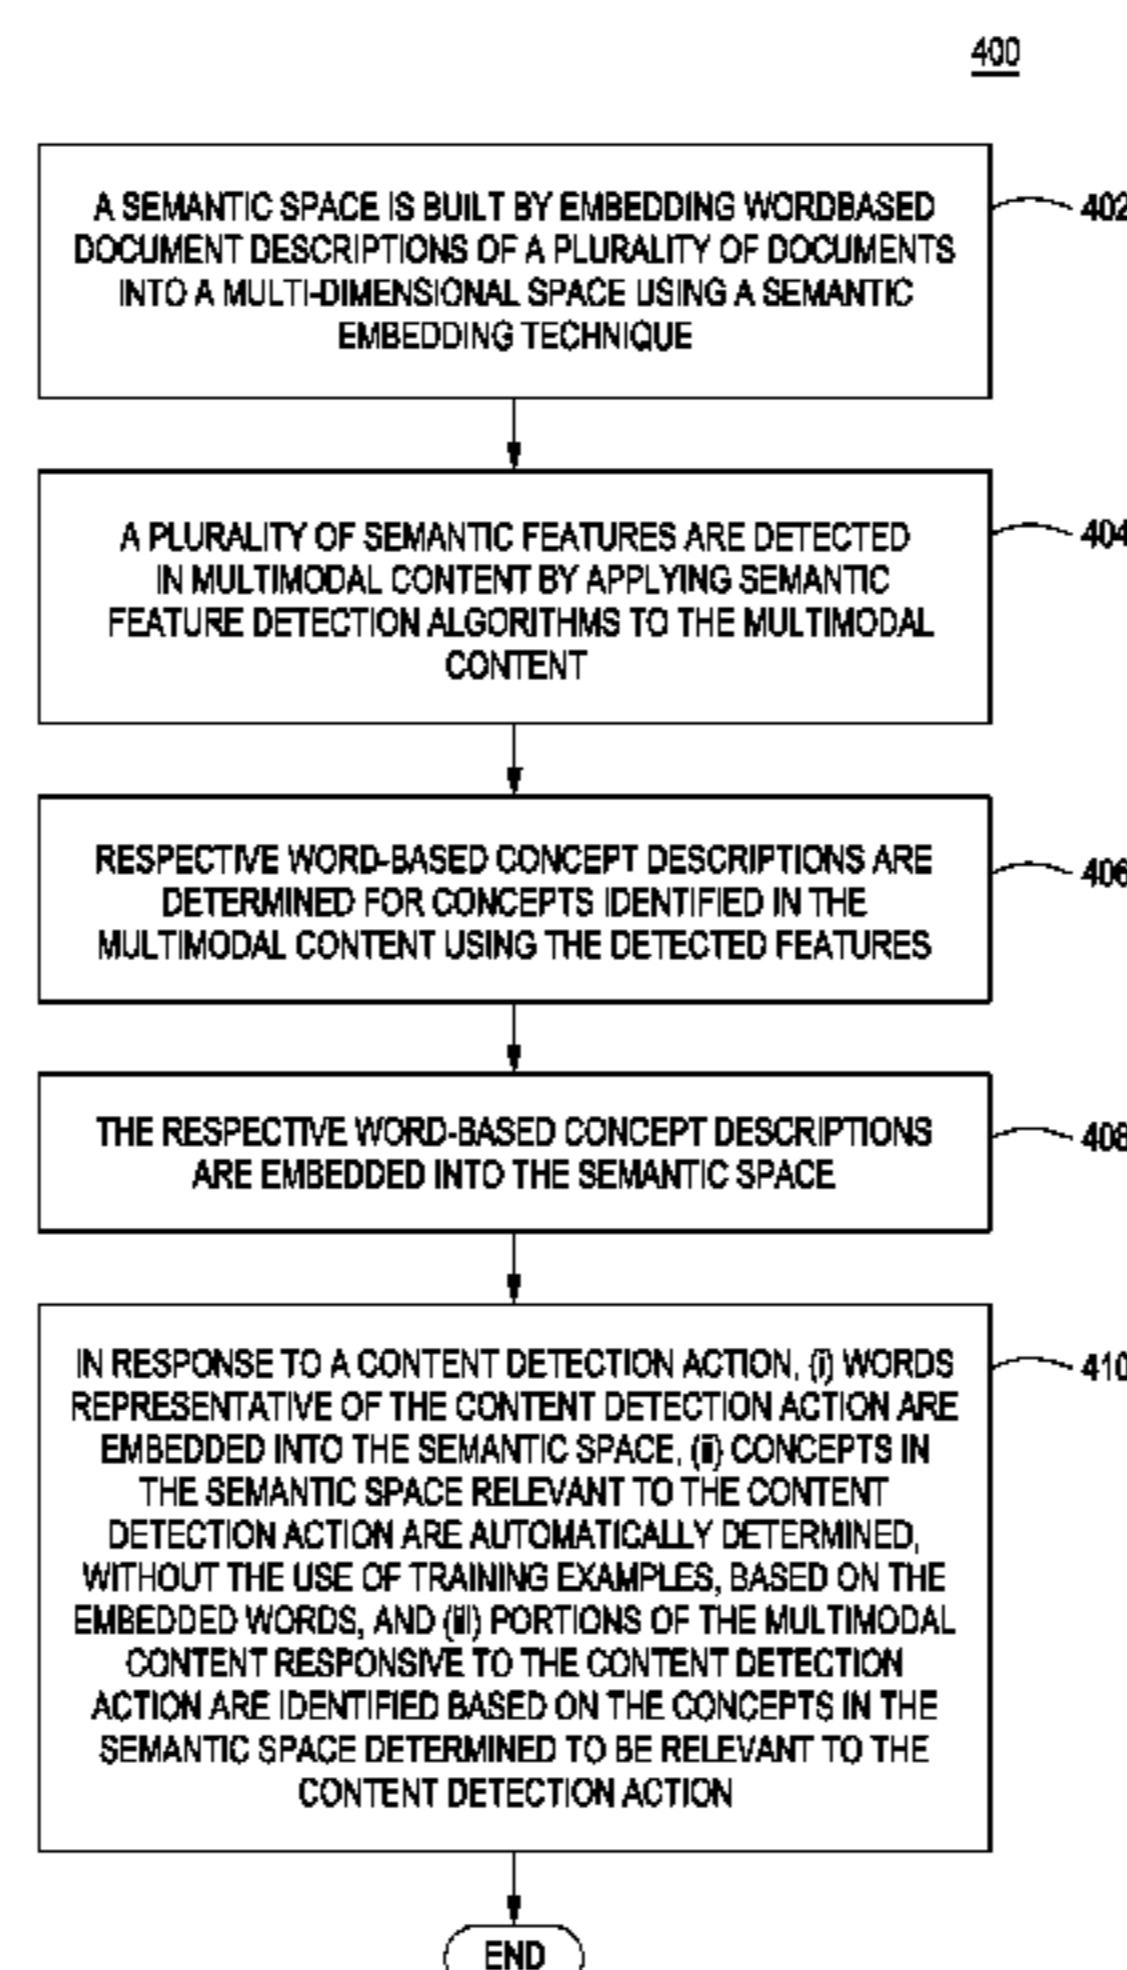 400
A SEMANTIC SPACE IS BUILT BY EMBEDDING WORDBASED
DOCUMENT DESCRIPTIONS OF A PLURALITY OF DOCUMENTS
INTO A MULTI-DIMENSIONAL SPACE USING A SEMANTIC
EMBEDDING TECHNIQUE
402
A PLURALITY OF SEMANTIC FEATURES ARE DETECTED
IN MULTIMODAL CONTENT BY APPLYING SEMANTIC
FEATURE DETECTION ALGORITHMS TO THE MULTIMODAL
CONTENT
404
RESPECTIVE WORD-BASED CONCEPT DESCRIPTIONS ARE
DETERMINED FOR CONCEPTS IDENTIFIED IN THE
MULTIMODAL CONTENT USING THE DETECTED FEATURES
406
THE RESPECTIVE WORD-BASED CONCEPT DESCRIPTIONS
ARE EMBEDDED INTO THE SEMANTIC SPACE
408
IN RESPONSE TO A CONTENT DETECTION ACTION, (i) WORDS
REPRESENTATIVE OF THE CONTENT DETECTION ACTION ARE
EMBEDDED INTO THE SEMANTIC SPACE, (ii) CONCEPTS IN
THE SEMANTIC SPACE RELEVANT TO THE CONTENT
DETECTION ACTION ARE AUTOMATICALLY DETERMINED,
WITHOUT THE USE OF TRAINING EXAMPLES, BASED ON THE
EMBEDDED WORDS, AND (iii) PORTIONS OF THE MULTIMODAL
CONTENT RESPONSIVE TO THE CONTENT DETECTION
ACTION ARE IDENTIFIED BASED ON THE CONCEPTS IN THE
SEMANTIC SPACE DETERMINED TO BE RELEVANT TO THE
CONTENT DETECTION ACTION
410
END